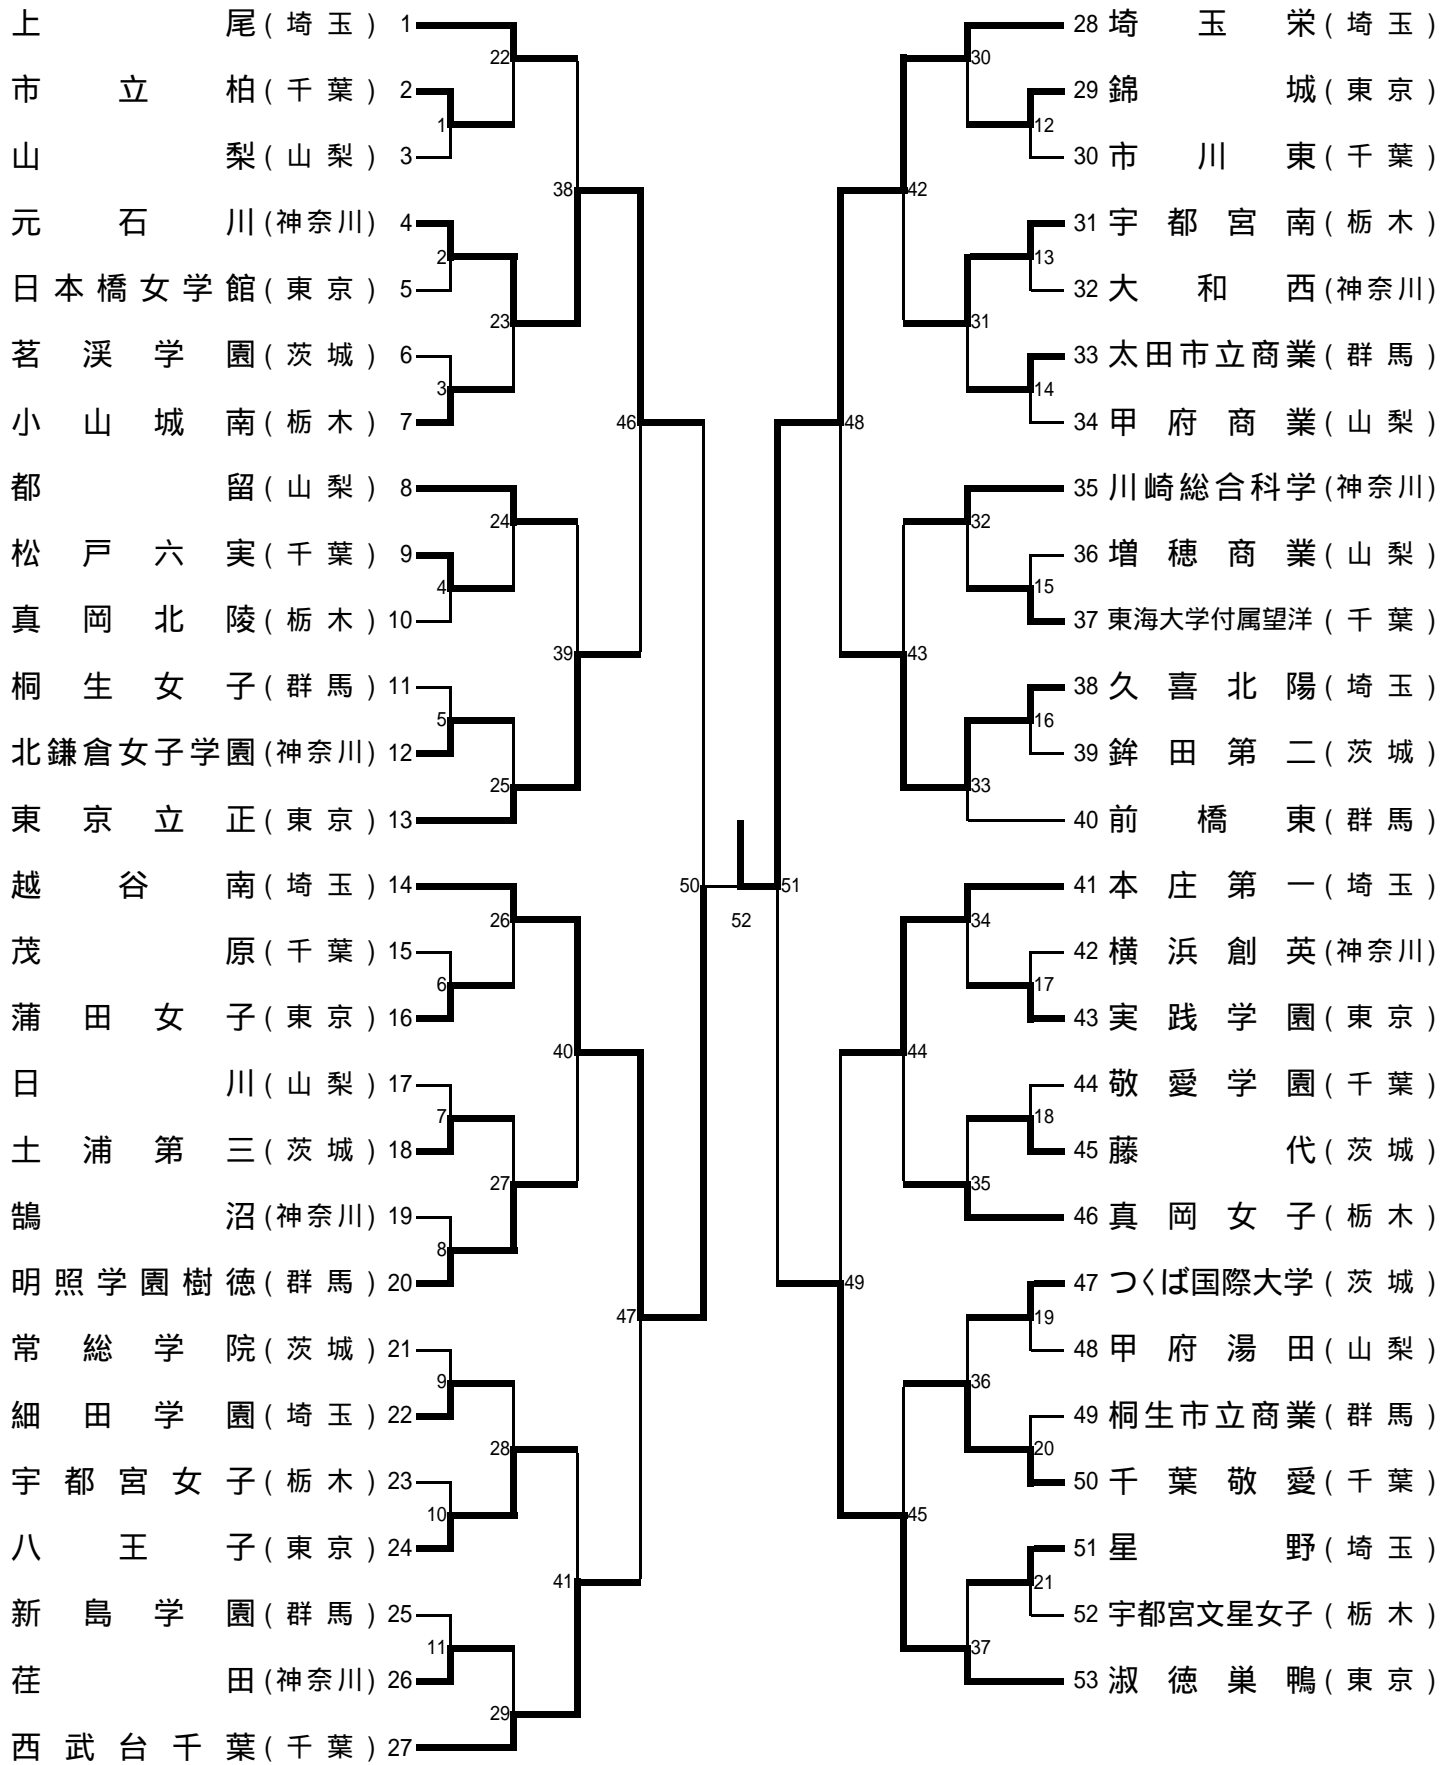 上尾(埼玉) 1
市立柏(千葉) 2
山梨(山梨) 3
元石川(神奈川) 4
日本橋女学館(東京) 5
茗溪学園(茨城) 6
小山城南(栃木) 7
都留(山梨) 8
松戸六実(千葉) 9
真岡北陵(栃木) 10
桐生女子(群馬) 11
北鎌倉女子学園(神奈川) 12
東京立正(東京) 13
越谷南(埼玉) 14
茂原(千葉) 15
蒲田女子(東京) 16
日川(山梨) 17
土浦第三(茨城) 18
鵠沼(神奈川) 19
明照学園樹徳(群馬) 20
常総学院(茨城) 21
細田学園(埼玉) 22
宇都宮女子(栃木) 23
八王子(東京) 24
新島学園(群馬) 25
荏田(神奈川) 26
西武台千葉(千葉) 27
1
2
3
4
5
6
7
8
9
10
11
22
23
24
25
26
27
28
29
38
39
40
41
46
47
50
52
51
48
49
42
43
44
45
30
31
32
33
34
35
36
37
12
13
14
15
16
17
18
19
20
21
28 埼玉栄(埼玉)
29 錦城(東京)
30 市川東(千葉)
31 宇都宮南(栃木)
32 大和西(神奈川)
33 太田市立商業(群馬)
34 甲府商業(山梨)
35 川崎総合科学(神奈川)
36 増穂商業(山梨)
37 東海大学付属望洋(千葉)
38 久喜北陽(埼玉)
39 鉾田第二(茨城)
40 前橋東(群馬)
41 本庄第一(埼玉)
42 横浜創英(神奈川)
43 実践学園(東京)
44 敬愛学園(千葉)
45 藤代(茨城)
46 真岡女子(栃木)
47 つくば国際大学(茨城)
48 甲府湯田(山梨)
49 桐生市立商業(群馬)
50 千葉敬愛(千葉)
51 星野(埼玉)
52 宇都宮文星女子(栃木)
53 淑徳巣鴨(東京)